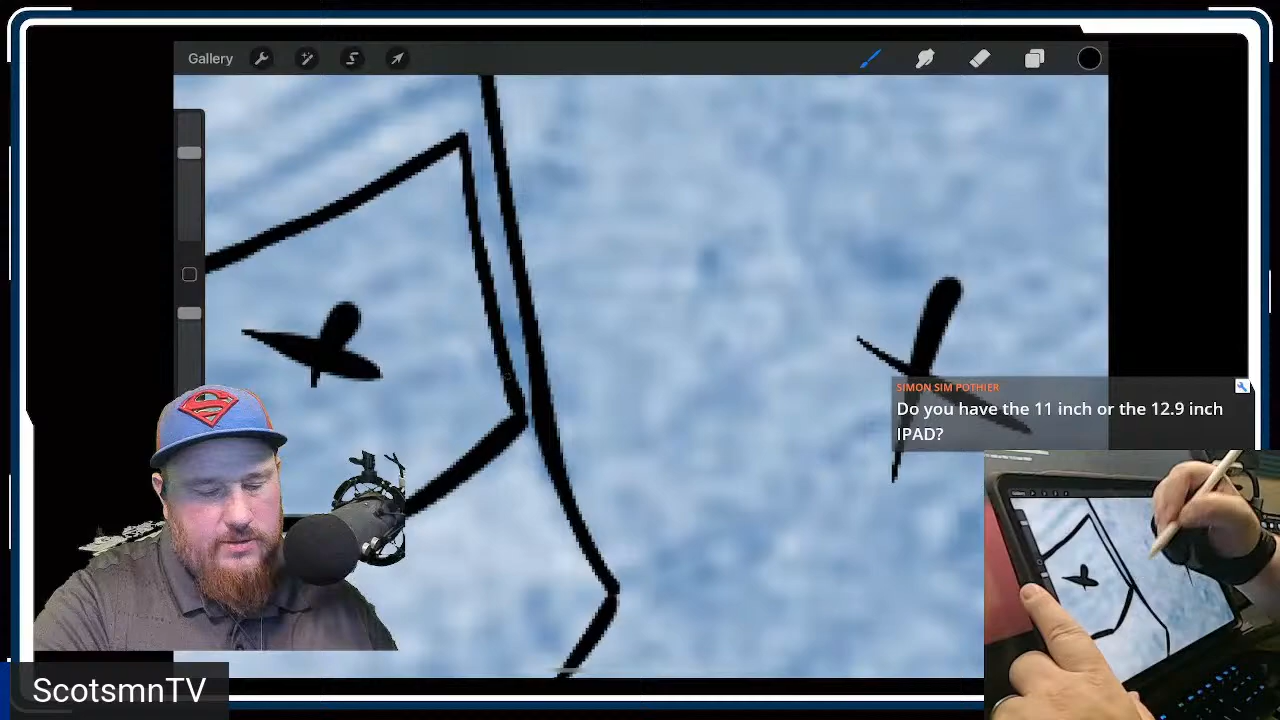 Gallery
SIMON SIM POTHIER
Do you have the 11 inch or the 12.9 inch
IPAD?
ScotsmnTV